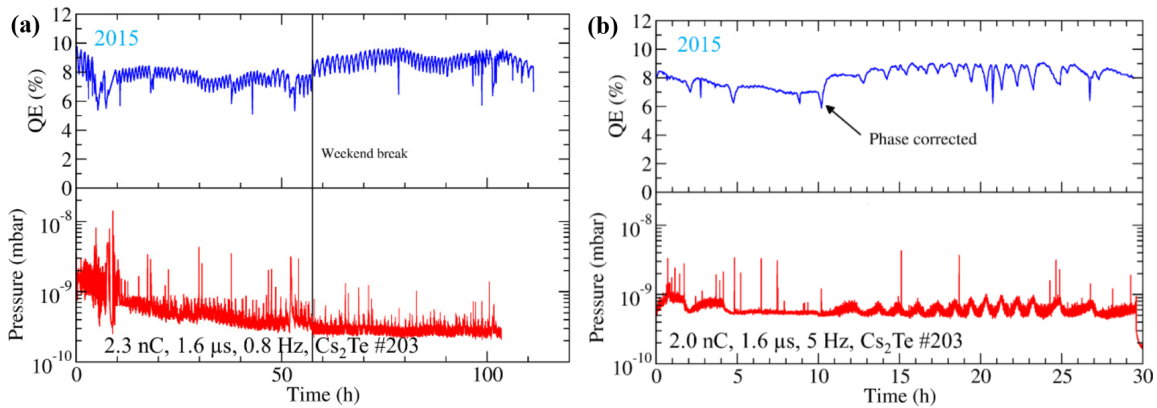 (a)
2015
QE (%)
12
10
8
6
4
2
0
Weekend break
Pressure (mbar)
10⁻⁸
10⁻⁹
10⁻¹⁰
2.3 nC, 1.6 μs, 0.8 Hz, Cs₂Te #203
0 50 100
Time (h)
(b)
2015
QE (%)
12
10
8
6
4
2
0
Phase corrected
Pressure (mbar)
10⁻⁸
10⁻⁹
10⁻¹⁰
2.0 nC, 1.6 μs, 5 Hz, Cs₂Te #203
0 5 10 15 20 25 30
Time (h)